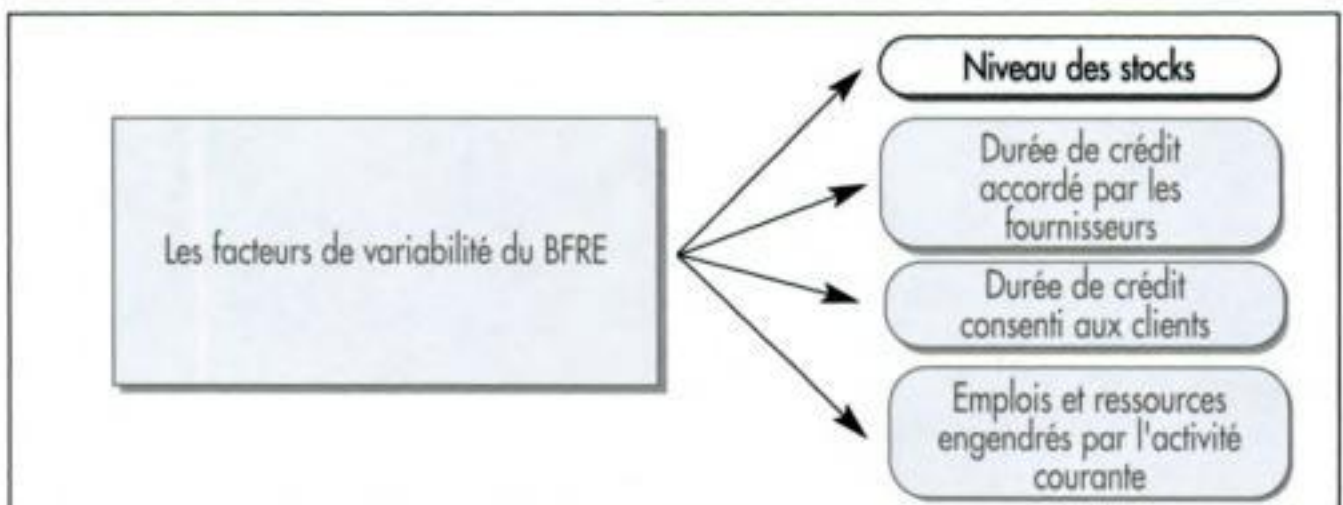 Niveau des stocks
Durée de crédit
accordé par les
fournisseurs
Les facteurs de variabilité du BFRE
Durée de crédit
consenti aux clients
Emplois et ressources
engendrés par l'activité
courante